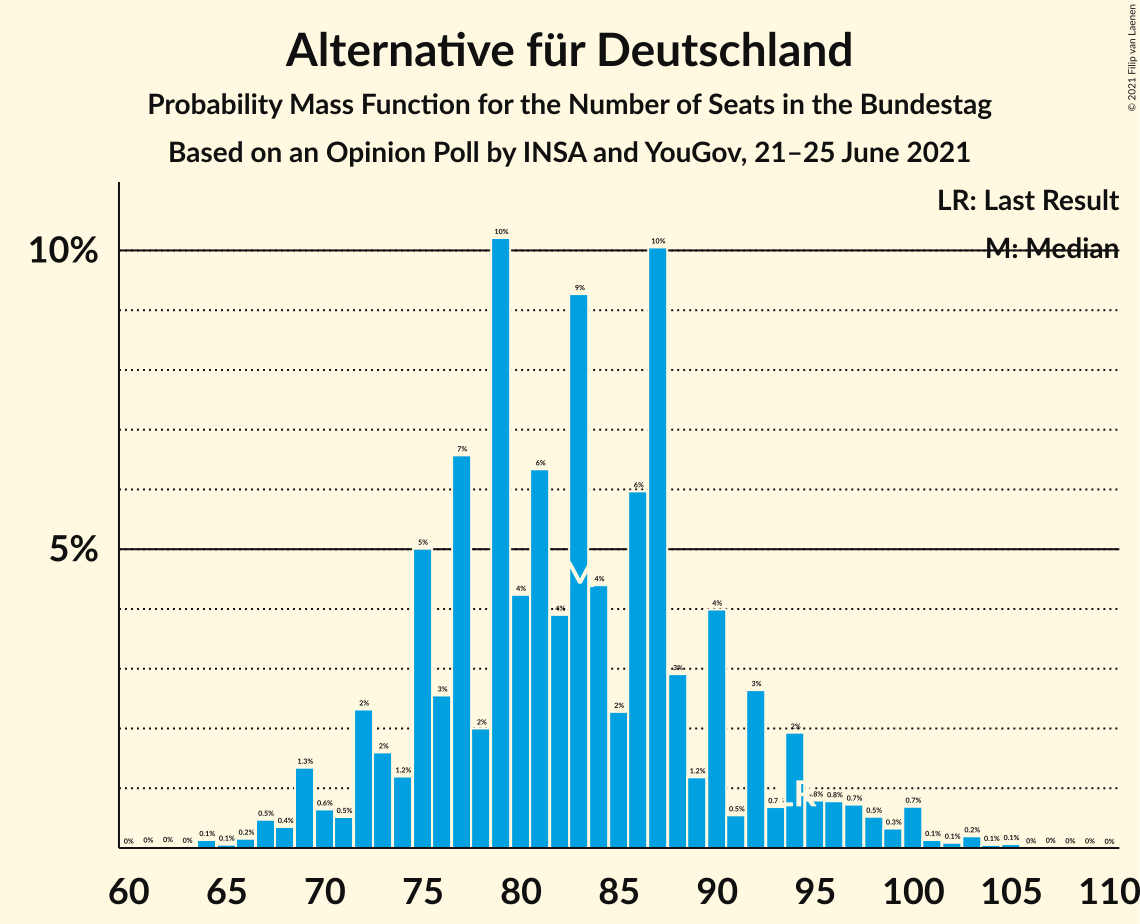 Alternative für Deutschland
Probability Mass Function for the Number of Seats in the Bundestag
Based on an Opinion Poll by INSA and YouGov, 21–25 June 2021
© 2021 Filip van Laenen
LR: Last Result
M: Median
10%
5%
0% 0% 0% 0% 0.1% 0.1% 0.2% 0.5% 0.4% 1.3% 0.6% 0.5% 2% 2% 1.2% 5% 3% 7% 2% 10% 4% 6% 4% 9% 4% 2% 6% 10% 3% 1.2% 4% 0.5% 3% 0.7 2% .8% 0.8% 0.7% 0.5% 0.3% 0.7% 0.1% 0.1% 0.2% 0.1% 0.1% 0% 0% 0% 0% 0%
M
LR
60 65 70 75 80 85 90 95 100 105 110